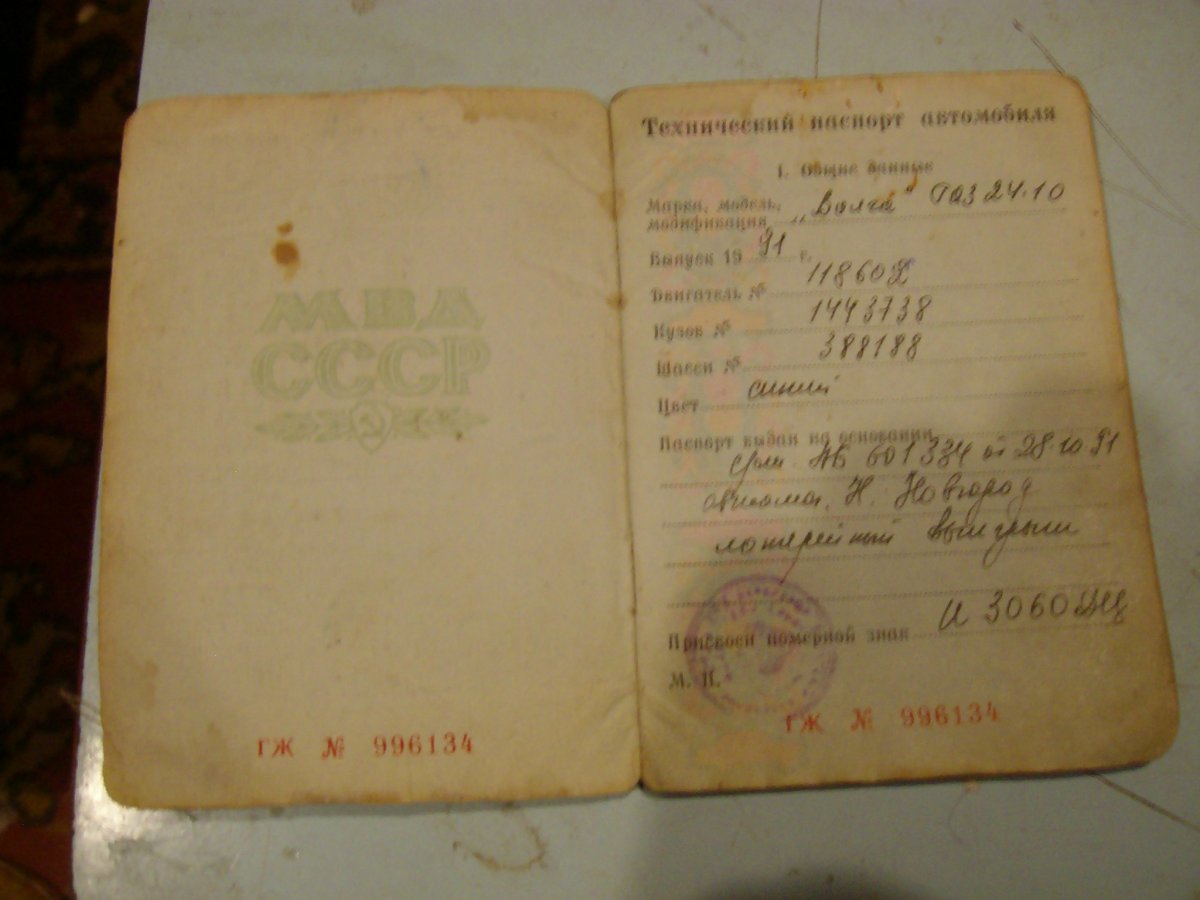 МВД
СССР
ГЖ № 996134
Технический паспорт автомобиля
1. Общие данные
Марка, модель, „Волга" ГАЗ 24-10
модификация
Выпуск 19 91 г.
Двигатель № 11860Д
Кузов № 1443738
Шасси № 388188
Цвет синий
Паспорт выдан на основании
АБ 601334 от 28.10.91
Н. Новгород
лотерейный выигрыш
Присвоен номерной знак И 3060
М. П.
ГЖ № 996134